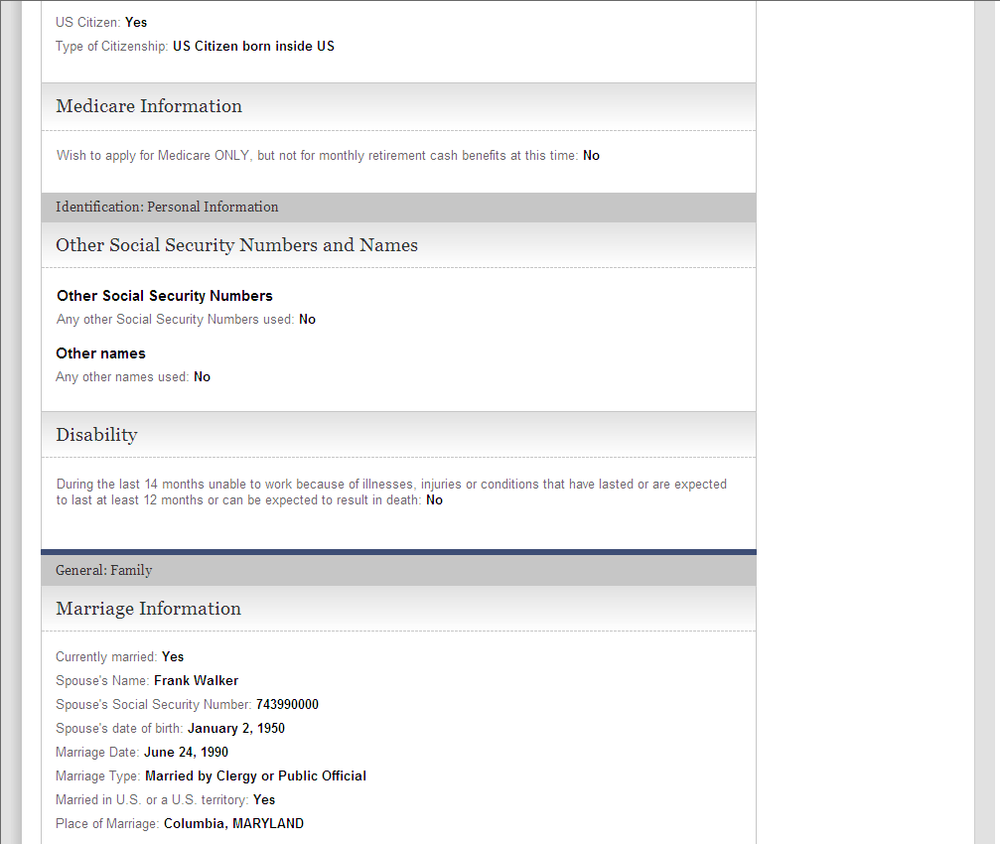 US Citizen: Yes
Type of Citizenship: US Citizen born inside US
Medicare Information
Wish to apply for Medicare ONLY, but not for monthly retirement cash benefits at this time: No
Identification: Personal Information
Other Social Security Numbers and Names
Other Social Security Numbers
Any other Social Security Numbers used: No
Other names
Any other names used: No
Disability
During the last 14 months unable to work because of illnesses, injuries or conditions that have lasted or are expected
to last at least 12 months or can be expected to result in death: No
General: Family
Marriage Information
Currently married: Yes
Spouse's Name: Frank Walker
Spouse's Social Security Number: 743990000
Spouse's date of birth: January 2, 1950
Marriage Date: June 24, 1990
Marriage Type: Married by Clergy or Public Official
Married in U.S. or a U.S. territory: Yes
Place of Marriage: Columbia, MARYLAND